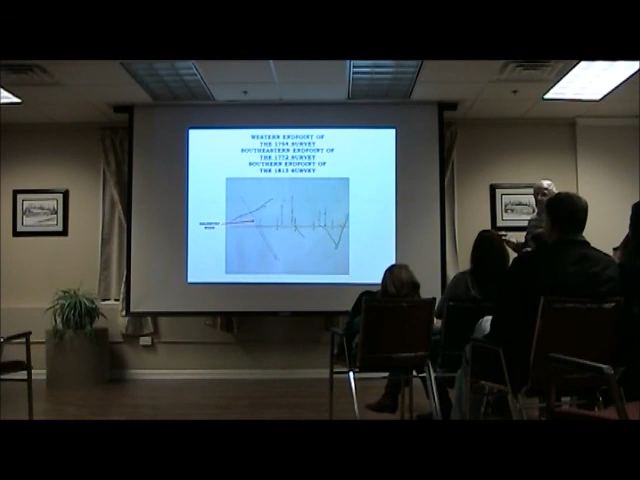 WESTERN ENDPOINT OF
THE 1764 SURVEY
SOUTHEASTERN ENDPOINT OF
THE 1772 SURVEY
SOUTHERN ENDPOINT OF
THE 1813 SURVEY